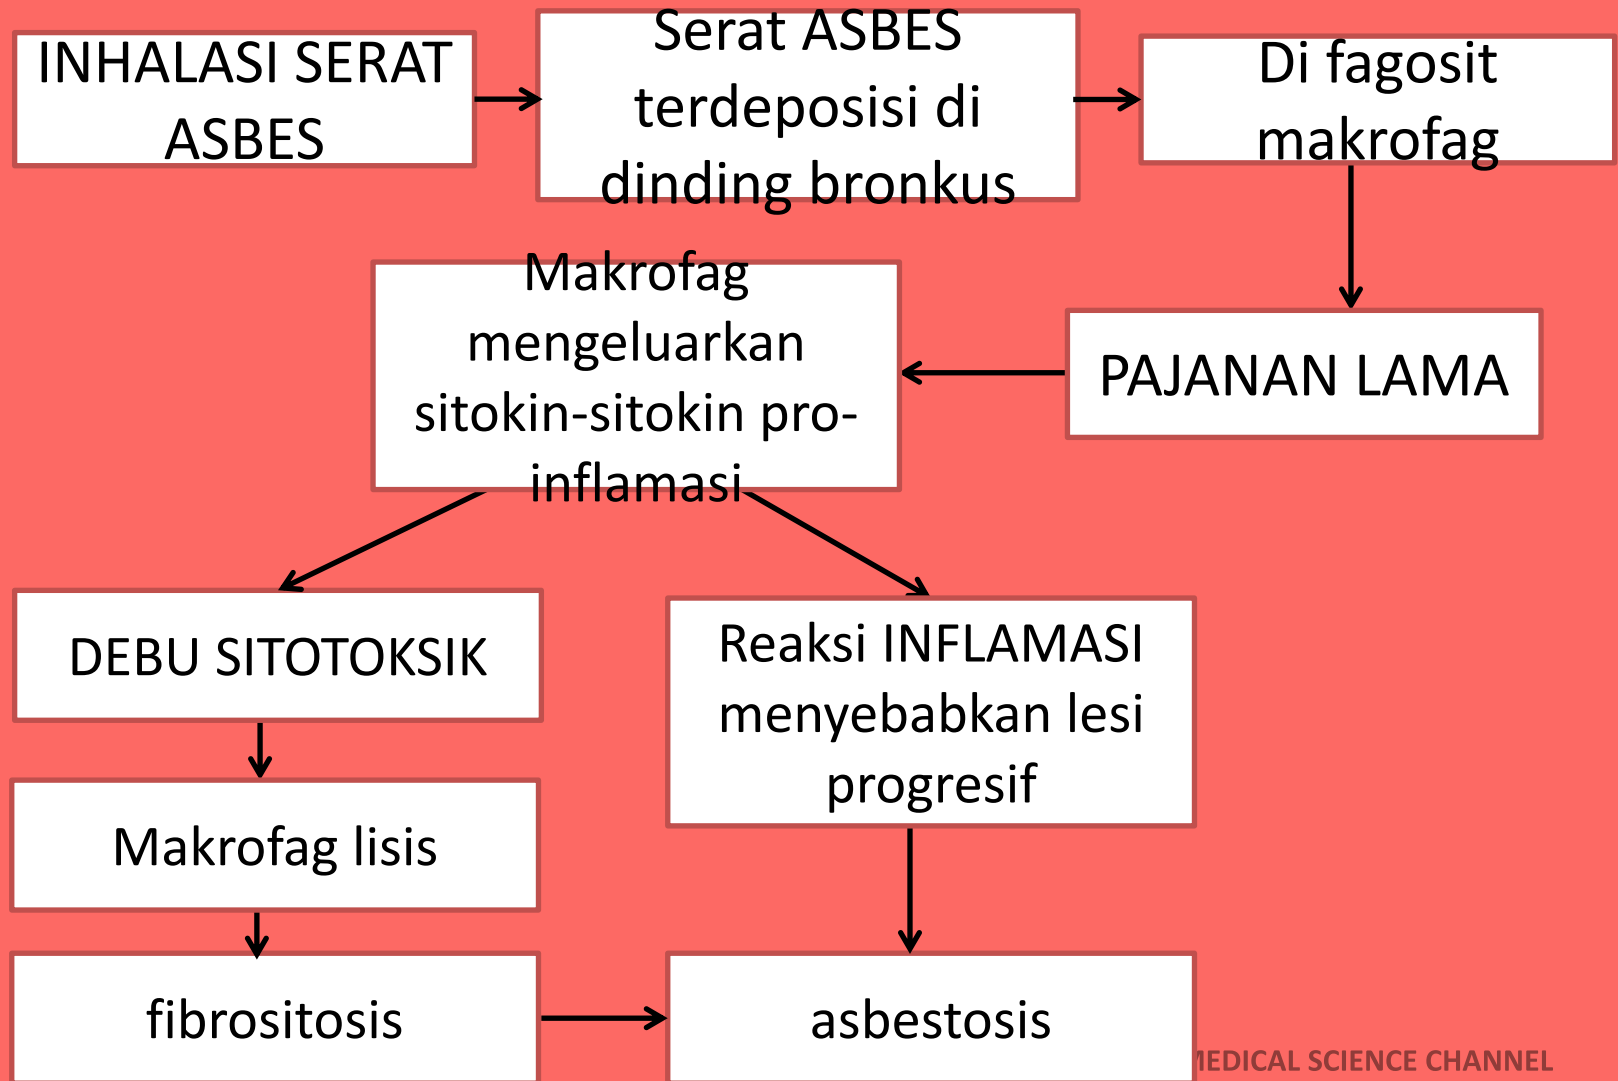 INHALASI SERAT
ASBES
Serat ASBES
terdeposisi di
dinding bronkus
Di fagosit
makrofag
PAJANAN LAMA
Makrofag
mengeluarkan
sitokin-sitokin pro-
inflamasi
DEBU SITOTOKSIK
Makrofag lisis
fibrositosis
Reaksi INFLAMASI
menyebabkan lesi
progresif
asbestosis
MEDICAL SCIENCE CHANNEL